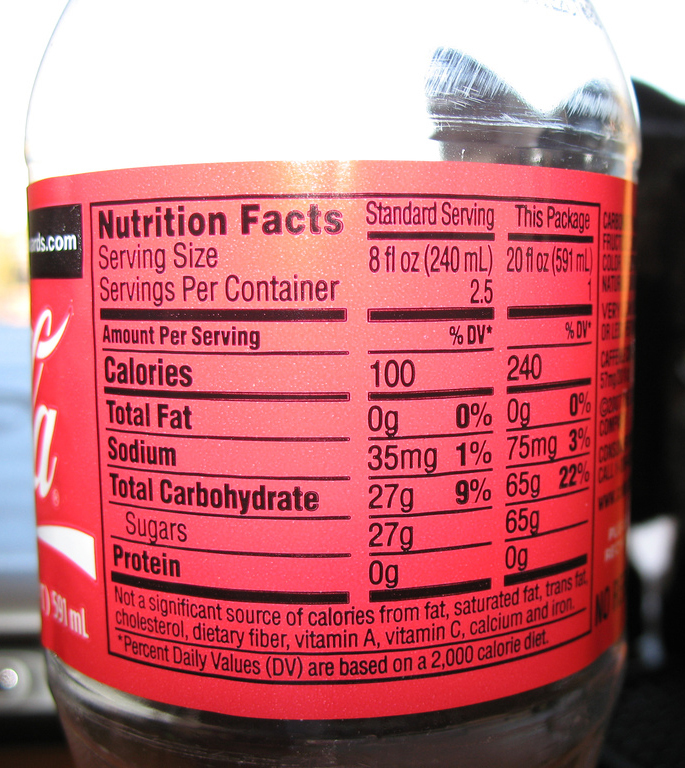 Nutrition Facts Standard Serving This Package
Serving Size 8 fl oz (240 mL) 20 fl oz (591 mL)
Servings Per Container 2.5 1
Amount Per Serving % DV* % DV*
Calories 100 240
Total Fat 0g 0% 0g 0%
Sodium 35mg 1% 75mg 3%
Total Carbohydrate 27g 9% 65g 22%
Sugars 27g 65g
Protein 0g 0g
Not a significant source of calories from fat, saturated fat, trans fat,
cholesterol, dietary fiber, vitamin A, vitamin C, calcium and iron.
*Percent Daily Values (DV) are based on a 2,000 calorie diet.
rds.com
a
591 mL
VERY